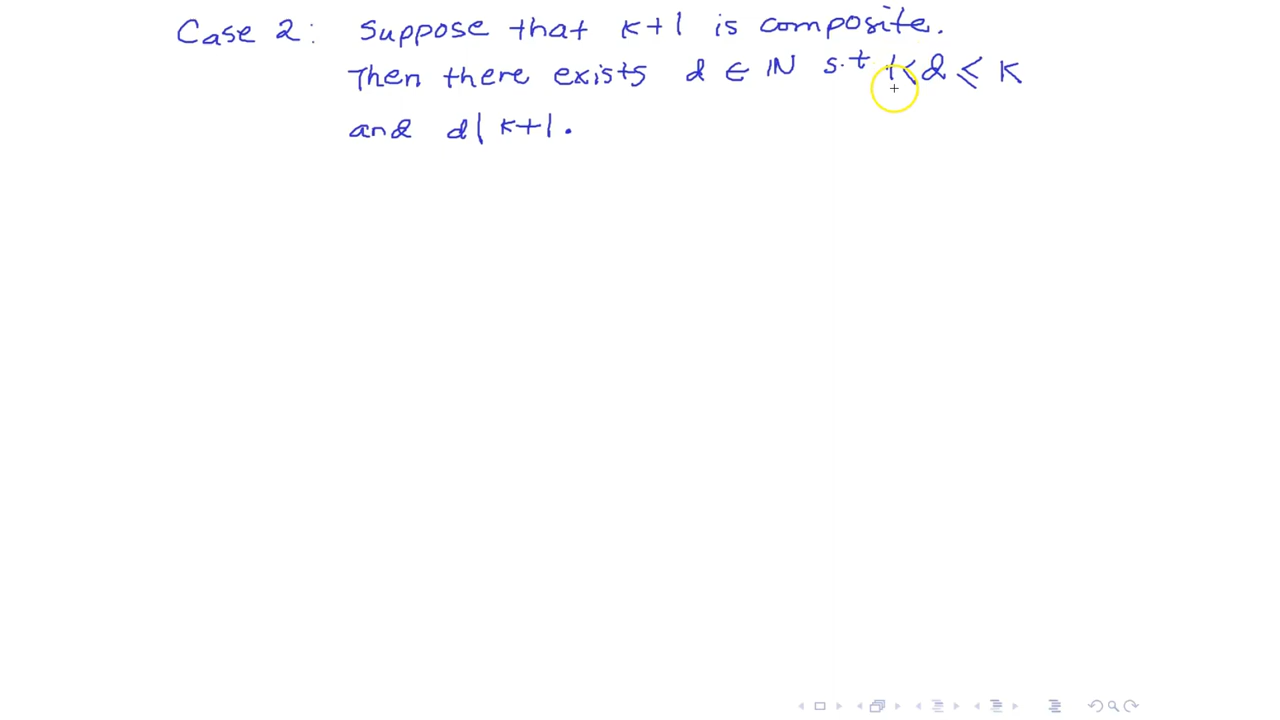 Case 2: Suppose that k+1 is composite.
Then there exists d ∈ ℕ s.t 1<d ≤ k
and d| k+1.